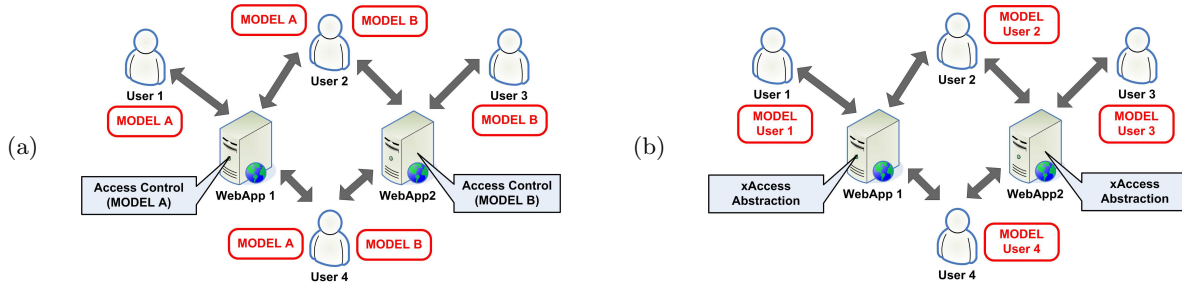 (a)
MODEL A
MODEL B
User 1
User 2
User 3
MODEL A
MODEL B
Access Control
(MODEL A)
WebApp 1
WebApp2
Access Control
(MODEL B)
MODEL A
MODEL B
User 4
(b)
MODEL
User 2
User 1
User 2
User 3
MODEL
User 1
MODEL
User 3
xAccess
Abstraction
WebApp 1
WebApp2
xAccess
Abstraction
MODEL
User 4
User 4